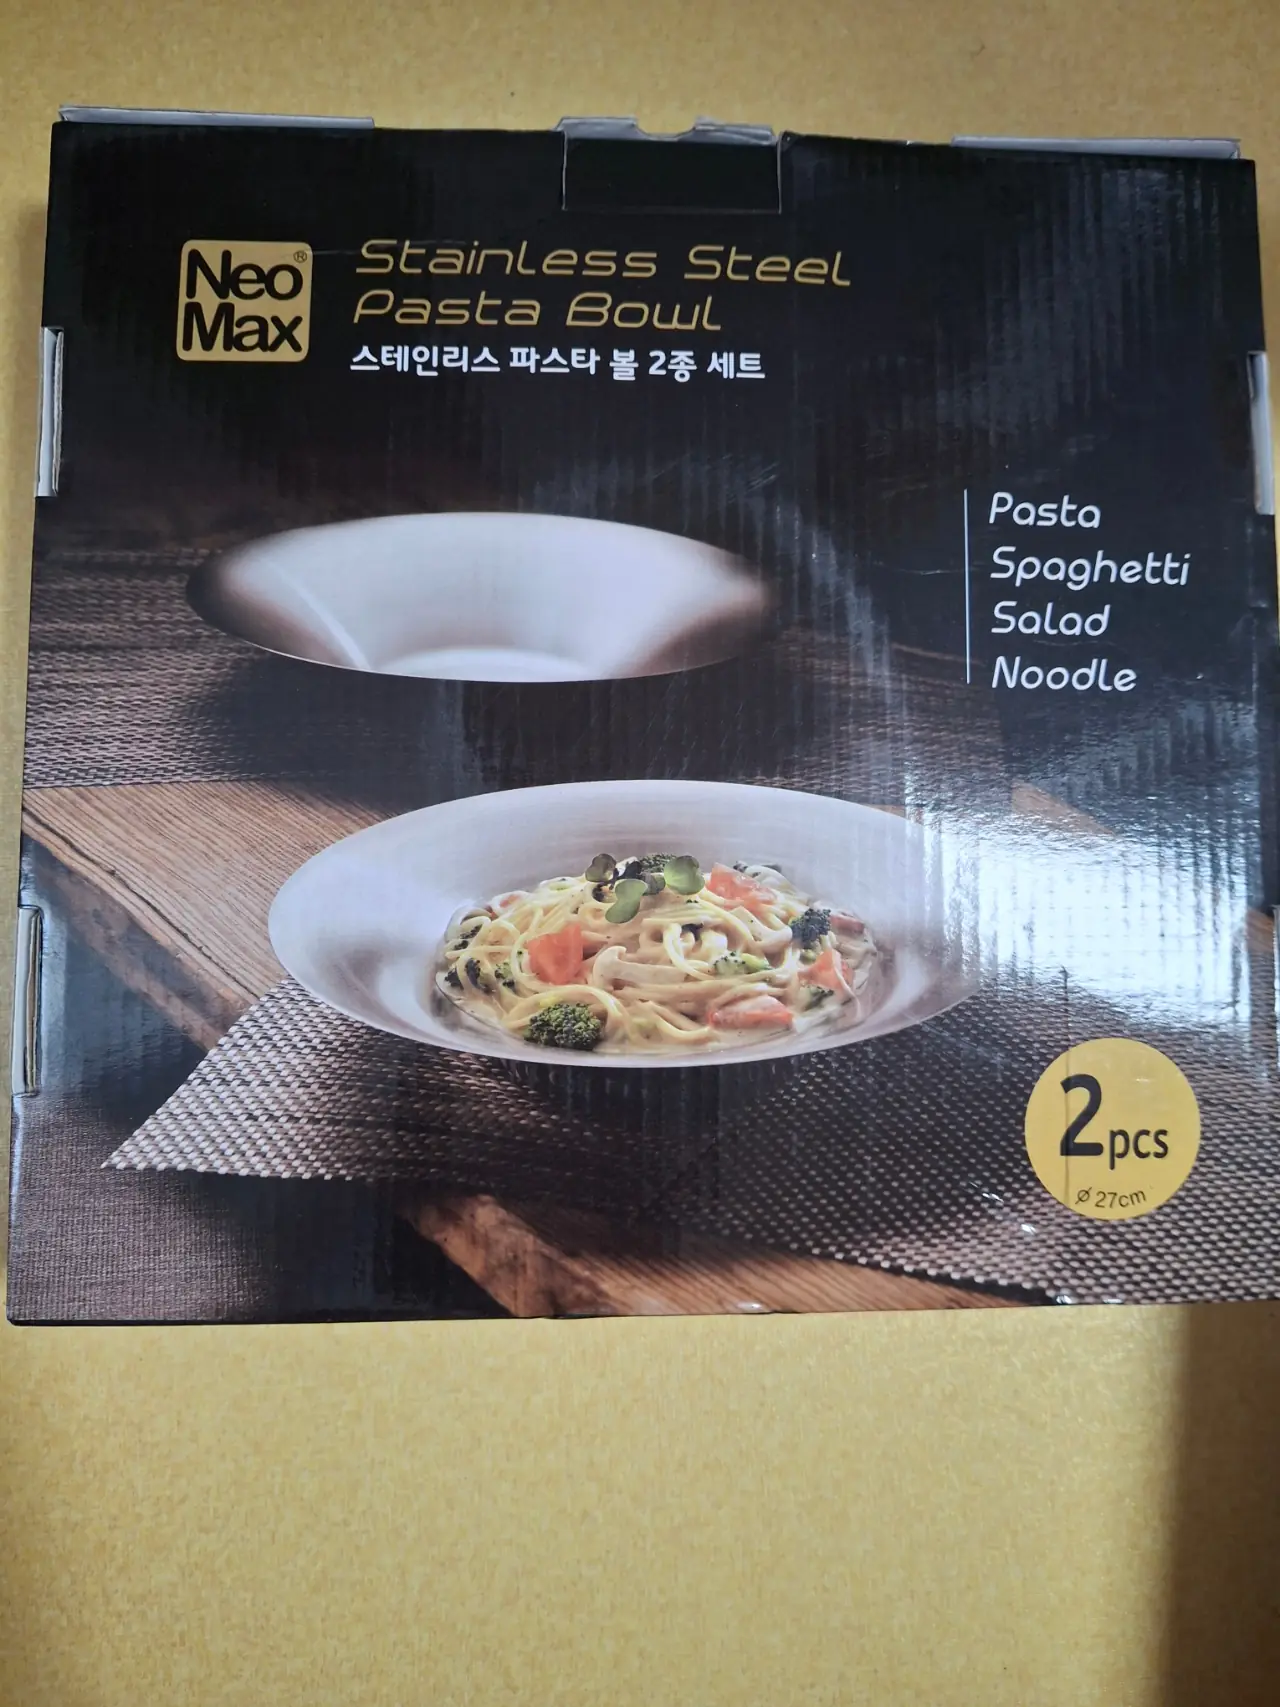 Neo®
Max
Stainless Steel
Pasta Bowl
스테인리스 파스타 볼 2종 세트
Pasta
Spaghetti
Salad
Noodle
2pcs
Ø 27cm